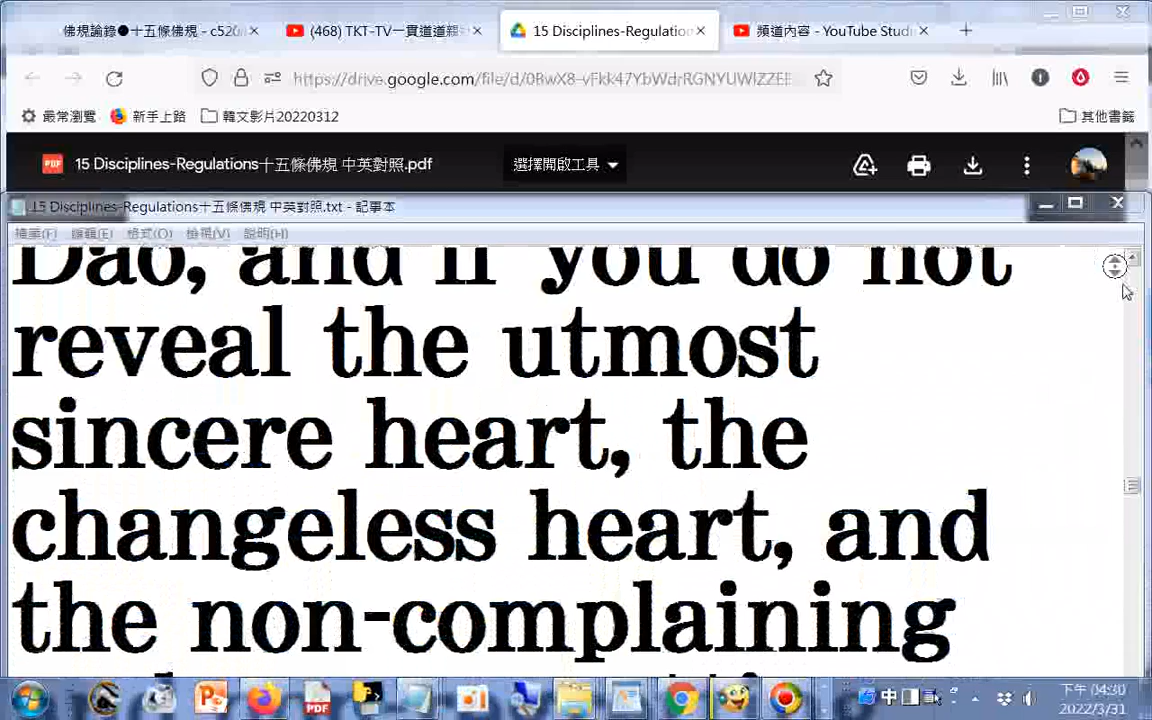 佛規諭錄●十五條佛規 - c520
(468) TKT-TV一貫道道親
15 Disciplines-Regulation
頻道內容 - YouTube Studi
https://drive.google.com/file/d/0BwX8-vFkk47YbWdrRGNYUWlZZEE
最常瀏覽
新手上路
韓文影片20220312
其他書籤
PDF
15 Disciplines-Regulations十五條佛規 中英對照.pdf
選擇開啟工具
15 Disciplines-Regulations十五條佛規 中英對照.txt - 記事本
檔案(F) 編輯(E) 格式(O) 檢視(V) 說明(H)
Dao, and if you do not
reveal the utmost
sincere heart, the
changeless heart, and
the non-complaining
中
下午 04:30
2022/3/31